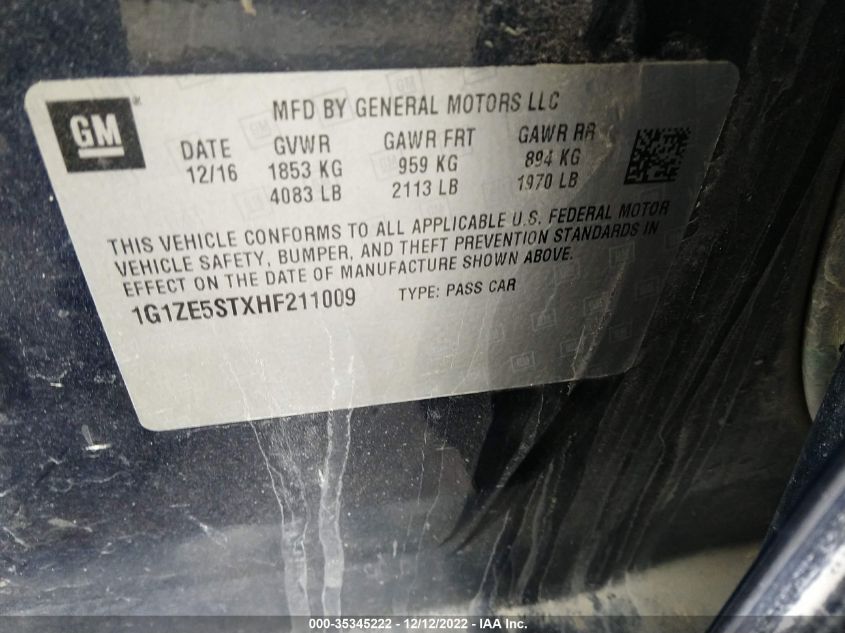 GM
MFD BY GENERAL MOTORS LLC
DATE GVWR GAWR FRT GAWR RR
12/16 1853 KG 959 KG 894 KG
4083 LB 2113 LB 1970 LB
THIS VEHICLE CONFORMS TO ALL APPLICABLE U.S. FEDERAL MOTOR
VEHICLE SAFETY, BUMPER, AND THEFT PREVENTION STANDARDS IN
EFFECT ON THE DATE OF MANUFACTURE SHOWN ABOVE.
1G1ZE5STXHF211009 TYPE: PASS CAR
000-35345222 - 12/12/2022 - IAA Inc.